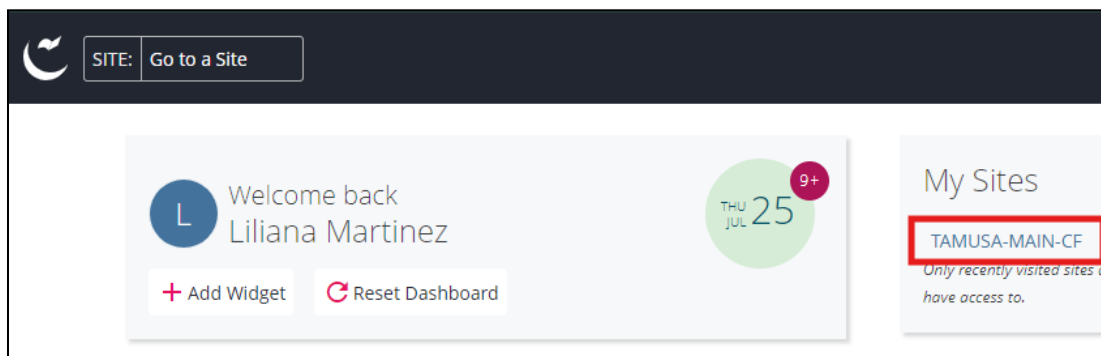 SITE: Go to a Site
L
Welcome back
Liliana Martinez
9+
THU
JUL
25
+ Add Widget
Reset Dashboard
My Sites
TAMUSA-MAIN-CF
Only recently visited sites
have access to.